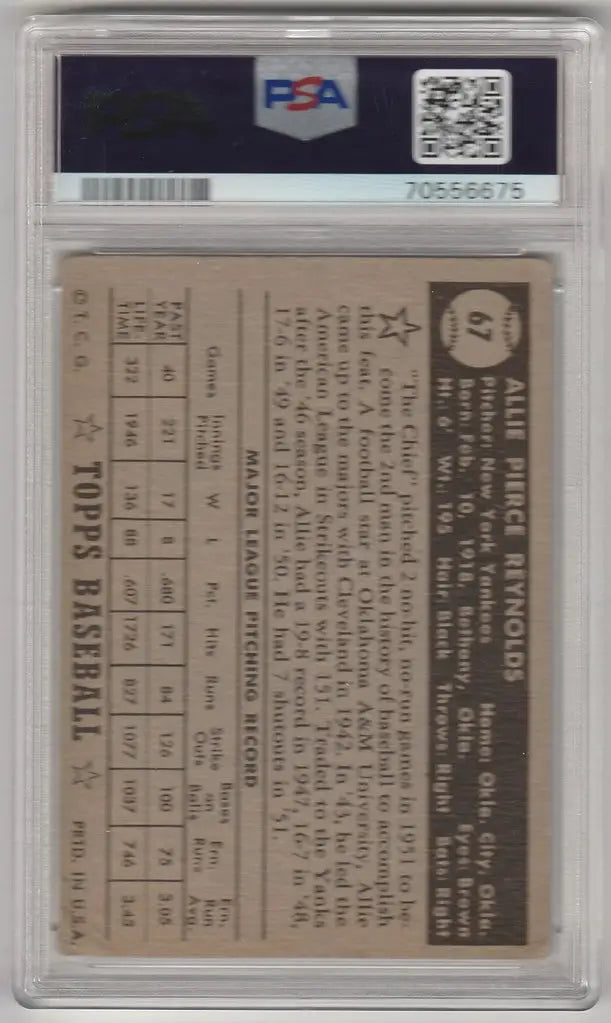 PSA
70556675
67
ALLIE PIERCE REYNOLDS
Pitcher: New York Yankees Home: Okla. City, Okla.
Born: Feb. 10, 1918, Bethany, Okla. Eyes: Brown
Ht.: 6' Wt.: 195 Hair: Black Throws: Right Bats: Right
"The Chief" pitched 2 no-hit, no-run games in 1951 to be-
come the 2nd man in the history of baseball to accomplish
this feat. A football star at Oklahoma A&M University, Allie
came up to the majors with Cleveland in 1942. In '43, he led the
American League in Strikeouts with 151. Traded to the Yanks
after the '46 season, Allie had a 19-8 record in 1947, 16-7 in '48,
17-6 in '49 and 16-12 in '50. He had 7 shutouts in '51.
MAJOR LEAGUE PITCHING RECORD
Games Innings Pitched W L Pct. Hits Runs Strike Outs Bases on Balls Ern. Runs Ern. Run Avg.
PAST YEAR 40 221 17 8 .680 171 84 126 100 75 3.05
LIFE-TIME 322 1946 136 88 .607 1726 827 1077 1037 746 3.45
© T. C. G. TOPPS BASEBALL PRTD. IN U.S.A.